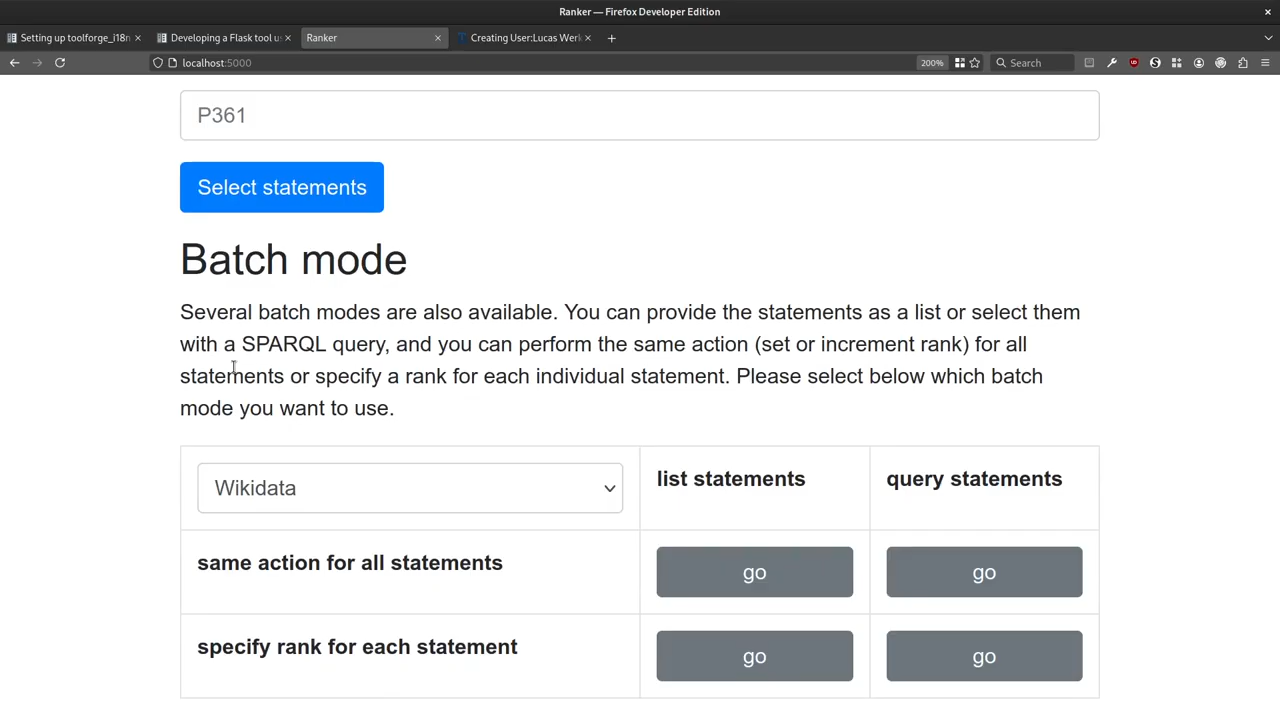 Ranker — Firefox Developer Edition
Setting up toolforge_i18n
Developing a Flask tool u
Ranker
Creating User:Lucas Werk
localhost:5000
200%
Search
P361
Select statements
Batch mode
Several batch modes are also available. You can provide the statements as a list or select them
with a SPARQL query, and you can perform the same action (set or increment rank) for all
statements or specify a rank for each individual statement. Please select below which batch
mode you want to use.
Wikidata
list statements
query statements
same action for all statements
go
go
specify rank for each statement
go
go